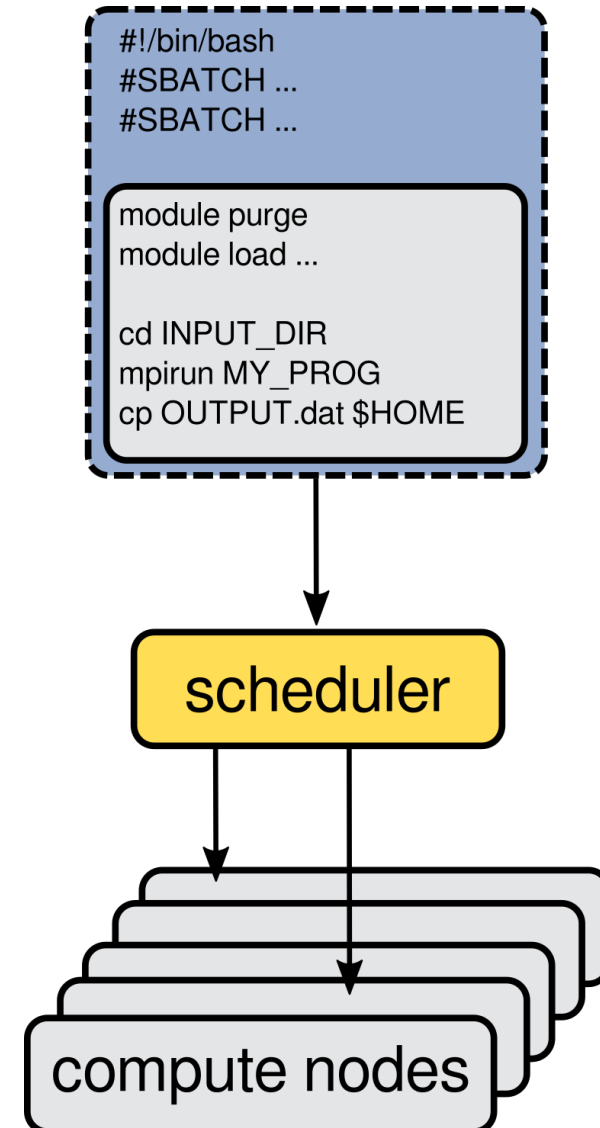 #!/bin/bash
#SBATCH ...
#SBATCH ...
module purge
module load ...
cd INPUT_DIR
mpirun MY_PROG
cp OUTPUT.dat $HOME
scheduler
compute nodes